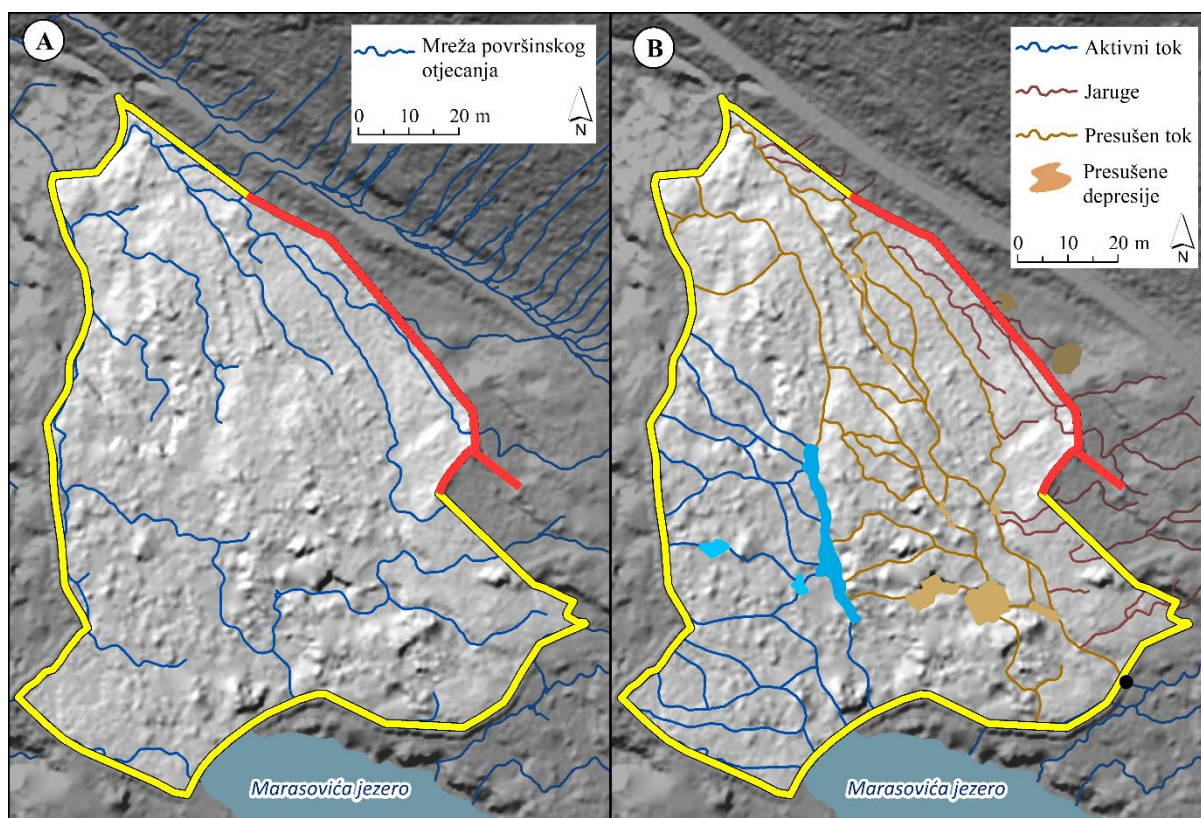 A
Mreža površinskog
otjecanja
0 10 20 m
N
Marasovića jezero
B
Aktivni tok
Jaruge
Presušen tok
Presušene
depresije
0 10 20 m
N
Marasovića jezero